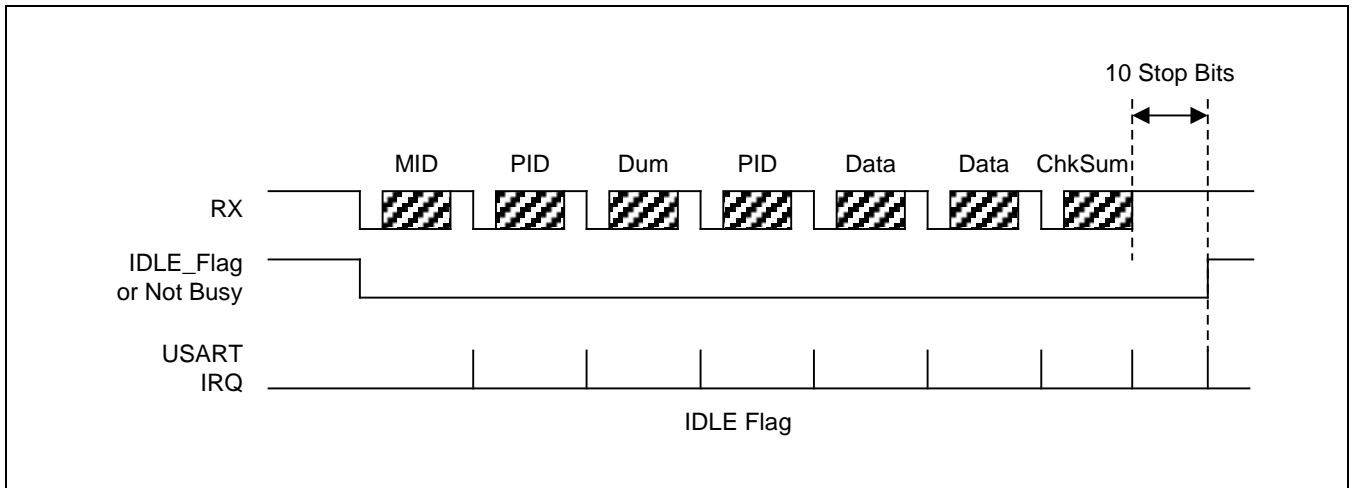 10 Stop Bits
MID PID Dum PID Data Data ChkSum
RX
IDLE_Flag
or Not Busy
USART
IRQ
IDLE Flag